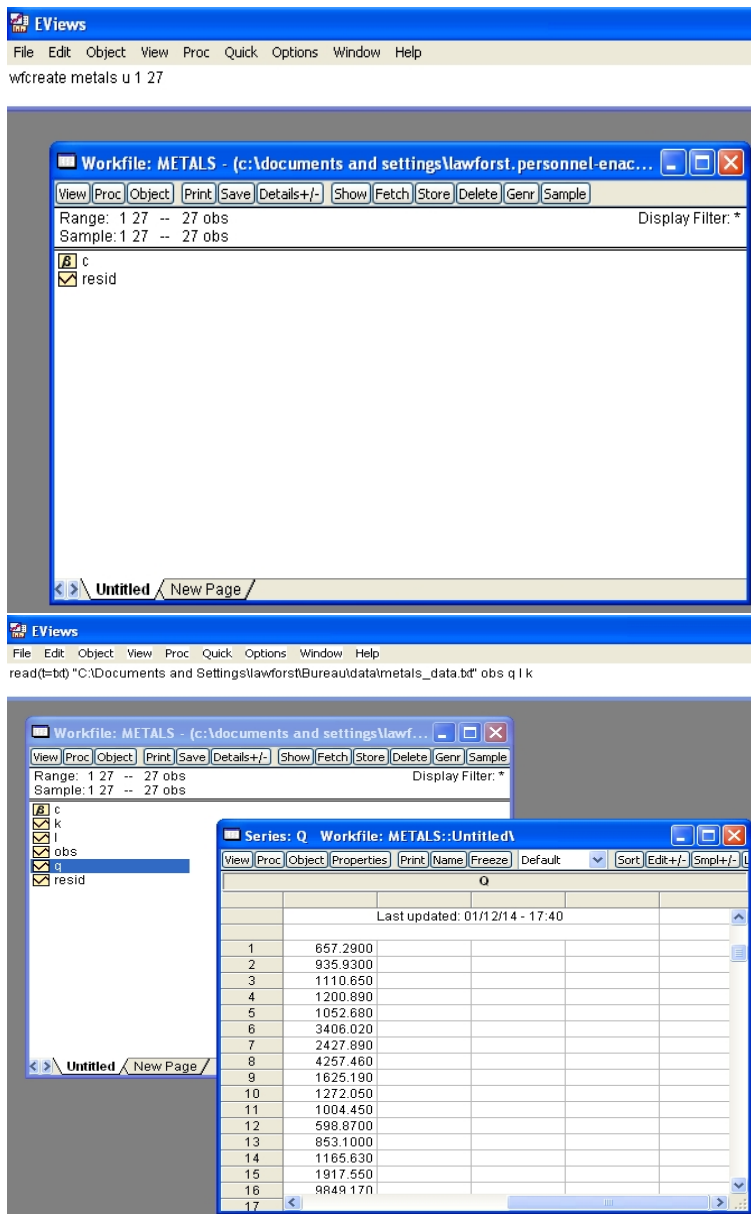 EViews
File Edit Object View Proc Quick Options Window Help
wfcreate metals u 1 27
Workfile: METALS - (c:\documents and settings\lawforst.personnel-enac...
View Proc Object Print Save Details+/- Show Fetch Store Delete Genr Sample
Range: 1 27 -- 27 obs Display Filter: *
Sample: 1 27 -- 27 obs
β c
resid
Untitled New Page
EViews
File Edit Object View Proc Quick Options Window Help
read(t=txt) "C:\Documents and Settings\lawforst\Bureau\data\metals_data.txt" obs q l k
Workfile: METALS - (c:\documents and settings\lawf...
View Proc Object Print Save Details+/- Show Fetch Store Delete Genr Sample
Range: 1 27 -- 27 obs Display Filter: *
Sample: 1 27 -- 27 obs
β c
k
l
obs
q
resid
Untitled New Page
Series: Q Workfile: METALS::Untitled\
View Proc Object Properties Print Name Freeze Default Sort Edit+/- Smpl+/- L
Q
Last updated: 01/12/14 - 17:40
1 657.2900
2 935.9300
3 1110.650
4 1200.890
5 1052.680
6 3406.020
7 2427.890
8 4257.460
9 1625.190
10 1272.050
11 1004.450
12 598.8700
13 853.1000
14 1165.630
15 1917.550
16 9849.170
17